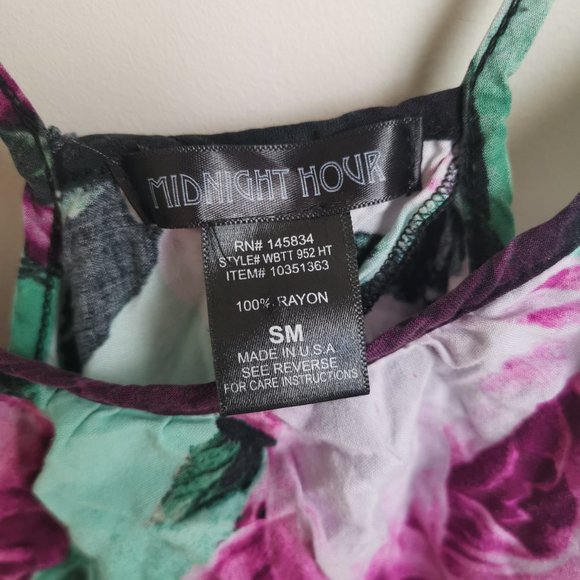 MIDNIGHT HOUR
RN# 145834
STYLE# WBTT 952 HT
ITEM# 10351363
100% RAYON
SM
MADE IN U.S.A
SEE REVERSE
FOR CARE INSTRUCTIONS